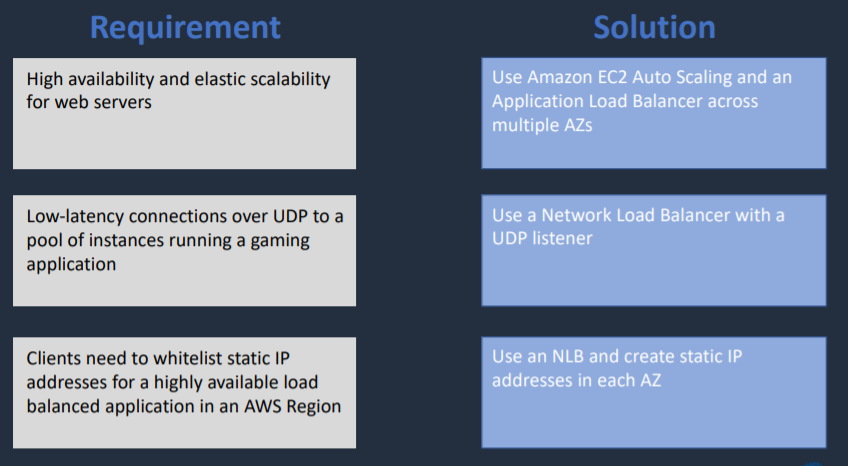 Requirement
Solution
High availability and elastic scalability
for web servers
Use Amazon EC2 Auto Scaling and an
Application Load Balancer across
multiple AZs
Low-latency connections over UDP to a
pool of instances running a gaming
application
Use a Network Load Balancer with a
UDP listener
Clients need to whitelist static IP
addresses for a highly available load
balanced application in an AWS Region
Use an NLB and create static IP
addresses in each AZ